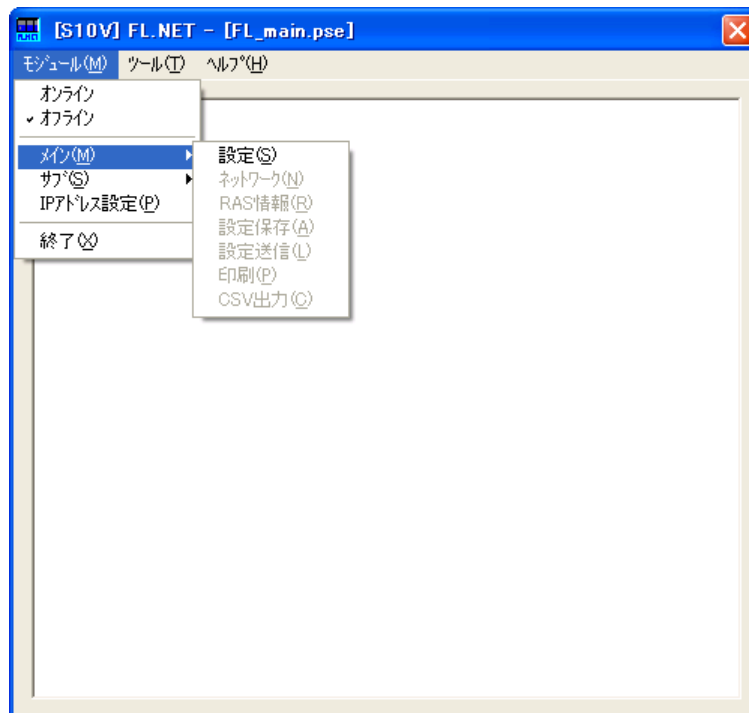 [S10V] FL.NET - [FL_main.pse]
ﾓｼﾞｭｰﾙ(M) ﾂｰﾙ(T) ﾍﾙﾌﾟ(H)
オンライン
オフライン
ﾒｲﾝ(M)
ｻﾌﾞ(S)
IPｱﾄﾞﾚｽ設定(P)
終了(X)
設定(S)
ﾈｯﾄﾜｰｸ(N)
RAS情報(R)
設定保存(A)
設定送信(L)
印刷(P)
CSV出力(C)